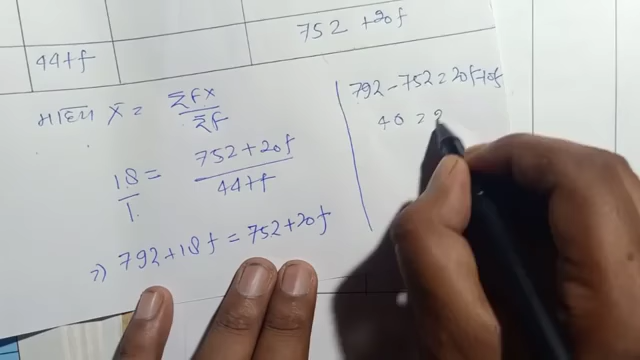 752 + 20f
44+f
माध्य x̄ = Σfx / Σf
18/1 = 752+20f / 44+f
⇒ 792+18f = 752+20f
792 - 752 = 20f
40 = 2